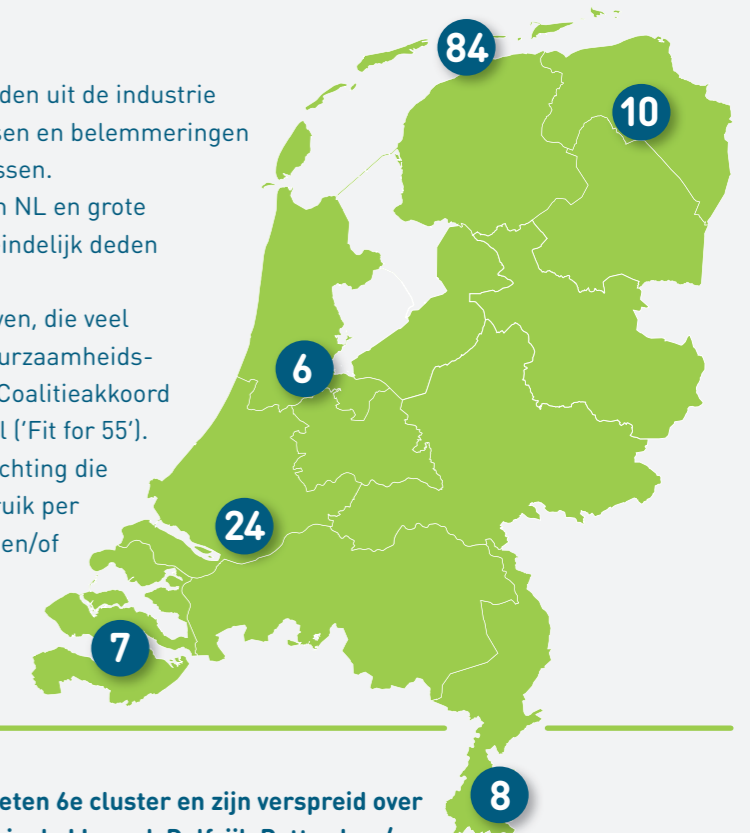 84
den uit de industrie
10
sen en belemmeringen
ssen.
n NL en grote
indelijk deden
ven, die veel
urzaamheids-
6
Coalitieakkoord
l (‘Fit for 55’).
chting die
ruik per
24
en/of
7
8
eten 6e cluster en zijn verspreid over